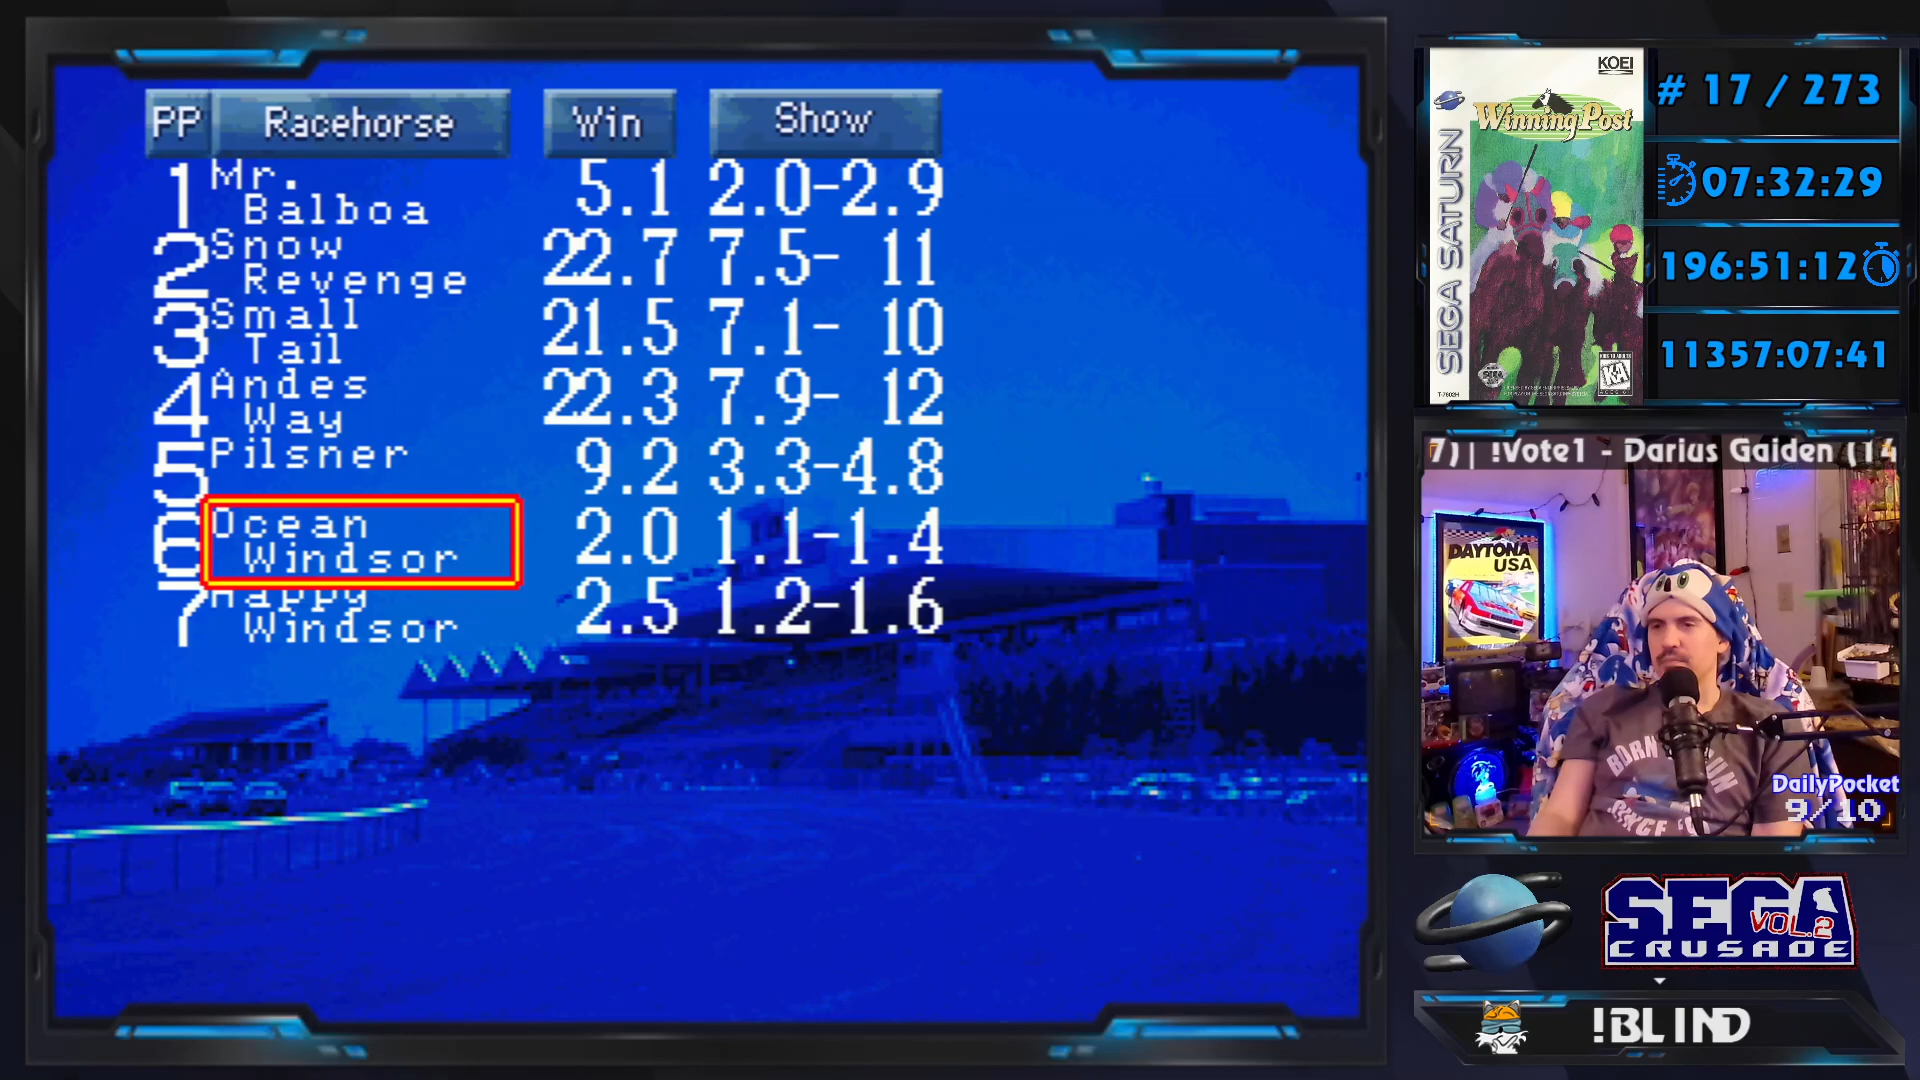 PP Racehorse Win Show
1 Mr. Balboa 5.1 2.0-2.9
2 Snow Revenge 22.7 7.5- 11
3 Small Tail 21.5 7.1- 10
4 Andes Way 22.3 7.9- 12
5 Pilsner 9.2 3.3-4.8
6 Ocean Windsor 2.0 1.1-1.4
7 Happy Windsor 2.5 1.2-1.6
KOEI
Winning Post
SEGA SATURN
K-A
T-7602H
# 17 / 273
07:32:29
196:51:12
11357:07:41
7) | !Vote1 - Darius Gaiden (14
DAYTONA
USA
BORN
DailyPocket
9/10
SEGA
VOL.2
CRUSADE
!BLIND